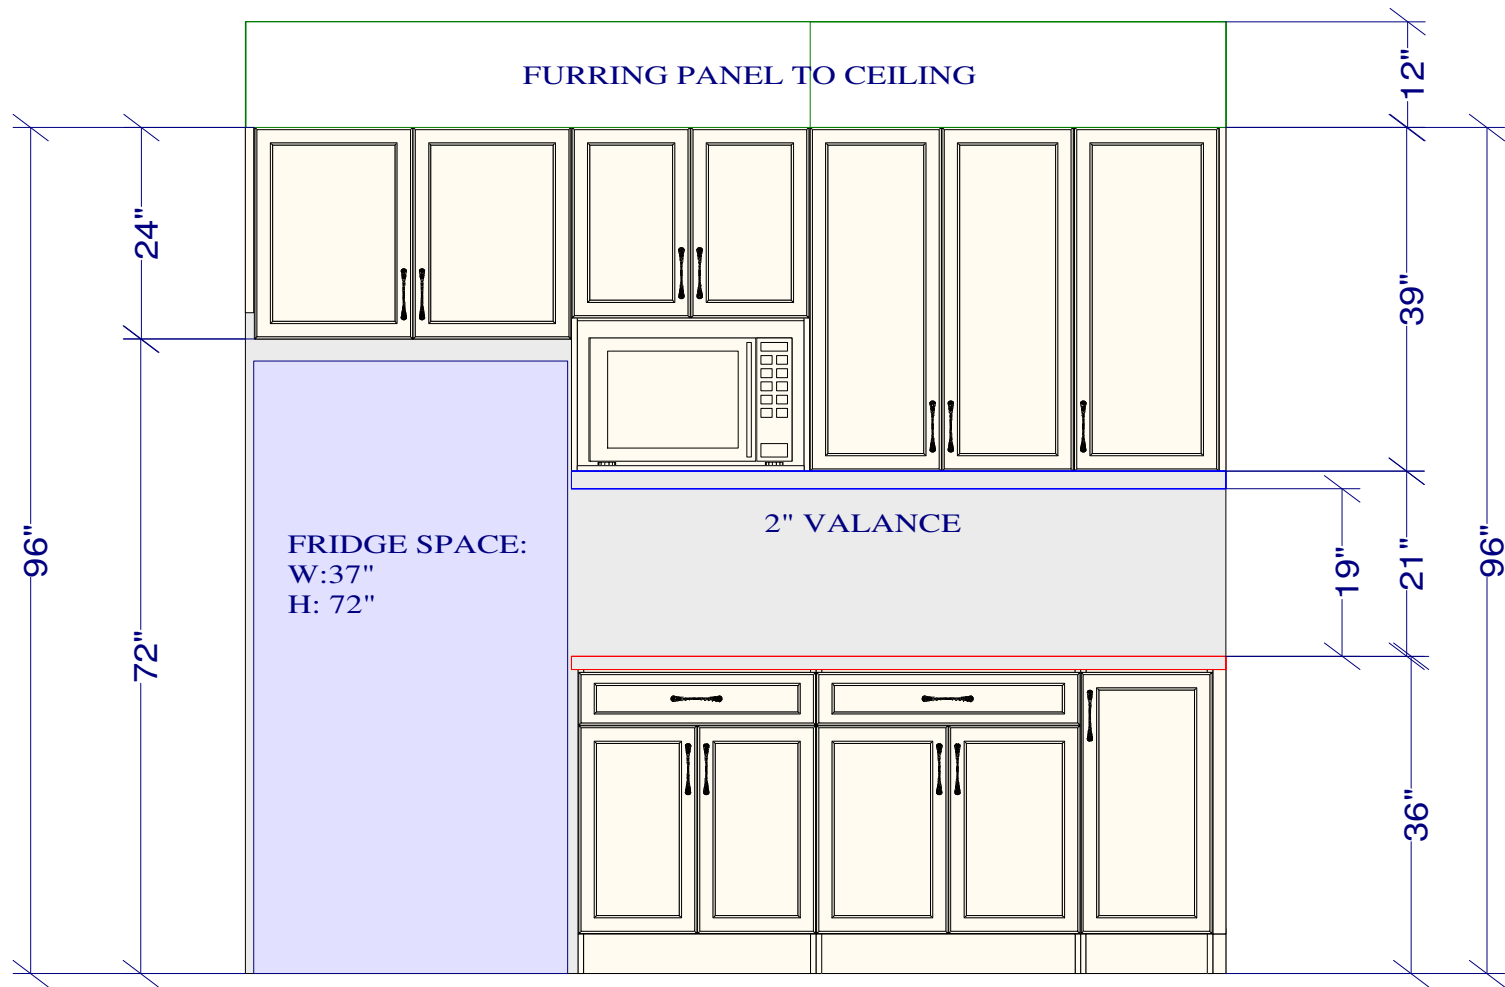 FURRING PANEL TO CEILING
12"
24"
39"
2" VALANCE
FRIDGE SPACE:
W:37"
H: 72"
96"
19"
21"
96"
72"
36"